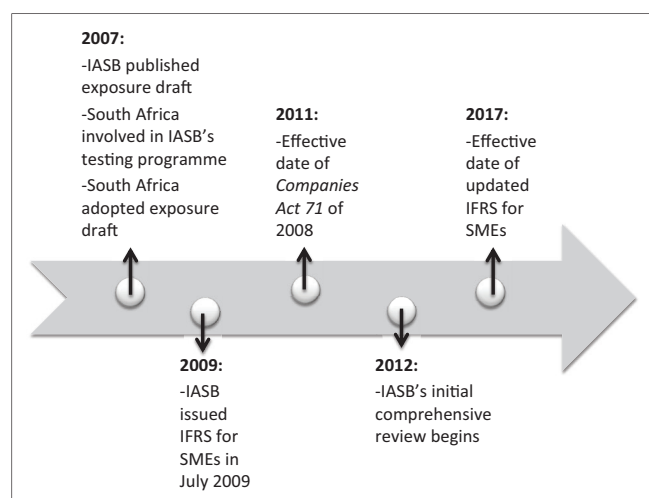 2007:
-IASB published
exposure draft
-South Africa
involved in IASB's
testing programme
-South Africa
adopted exposure
draft
2009:
-IASB
issued
IFRS for
SMEs in
July 2009
2011:
-Effective
date of
Companies
Act 71 of
2008
2012:
-IASB's initial
comprehensive
review begins
2017:
-Effective
date of
updated
IFRS for
SMEs